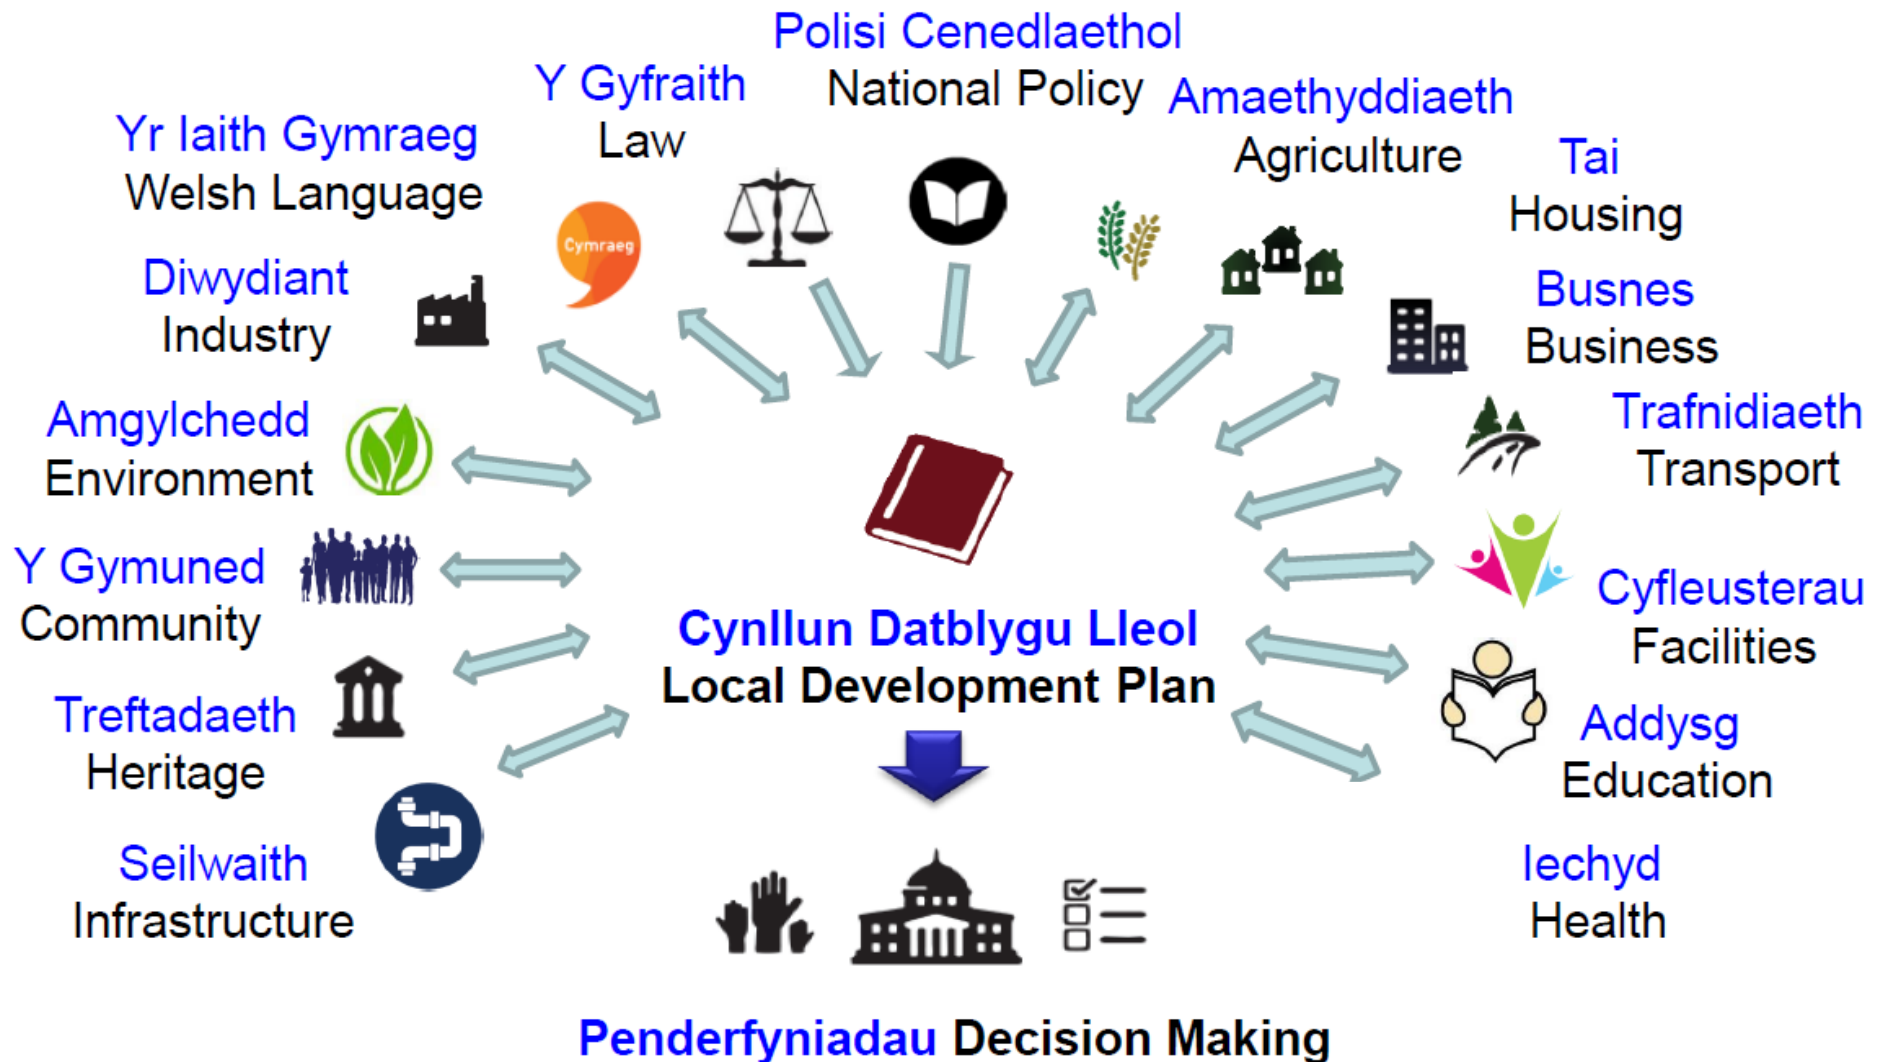 Polisi Cenedlaethol
National Policy
Y Gyfraith
Law
Amaethyddiaeth
Agriculture
Yr Iaith Gymraeg
Welsh Language
Tai
Housing
Cymraeg
Diwydiant
Industry
Busnes
Business
Amgylchedd
Environment
Trafnidiaeth
Transport
Y Gymuned
Community
Cyfleusterau
Facilities
Cynllun Datblygu Lleol
Local Development Plan
Treftadaeth
Heritage
Addysg
Education
Seilwaith
Infrastructure
Iechyd
Health
Penderfyniadau Decision Making